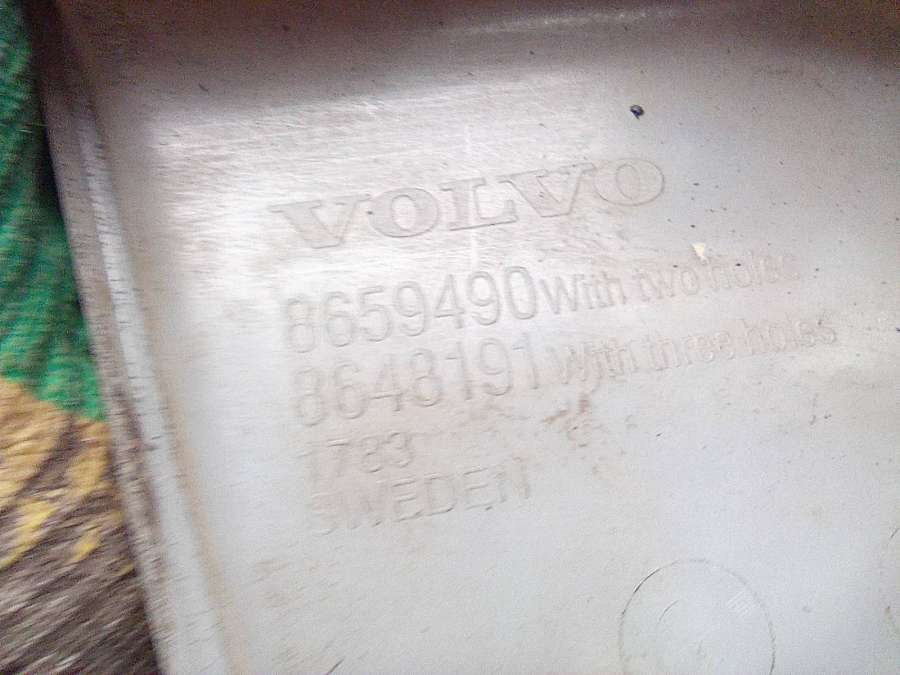 VOLVO
8659490 with two holes
8648191 with three holes
1783
SWEDEN